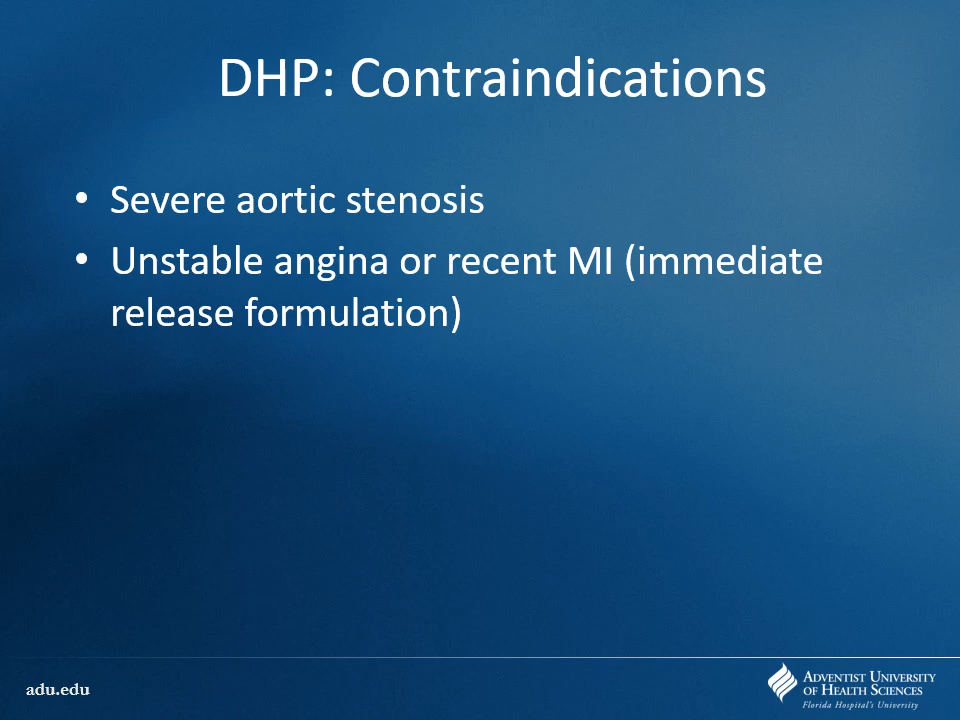 DHP: Contraindications
• Severe aortic stenosis
• Unstable angina or recent MI (immediate
release formulation)
adu.edu
ADVENTIST UNIVERSITY
OF HEALTH SCIENCES
Florida Hospital's University